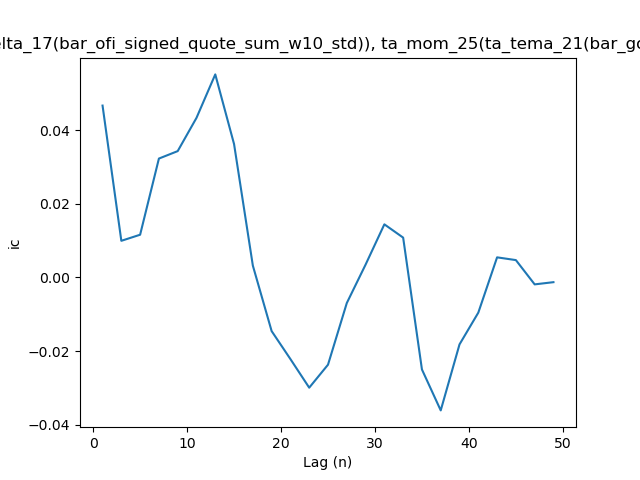 elta_17(bar_ofi_signed_quote_sum_w10_std)), ta_mom_25(ta_tema_21(bar_go
0.04
0.02
0.00
−0.02
−0.04
ic
0 10 20 30 40 50
Lag (n)